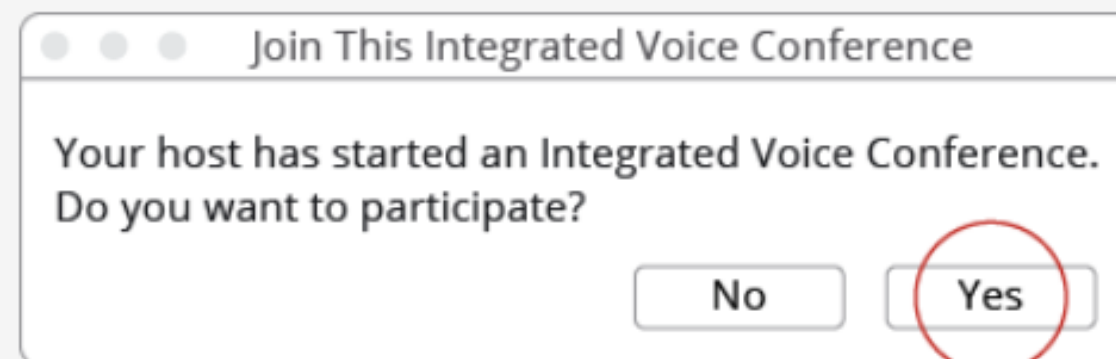 Join This Integrated Voice Conference
Your host has started an Integrated Voice Conference.
Do you want to participate?
No Yes